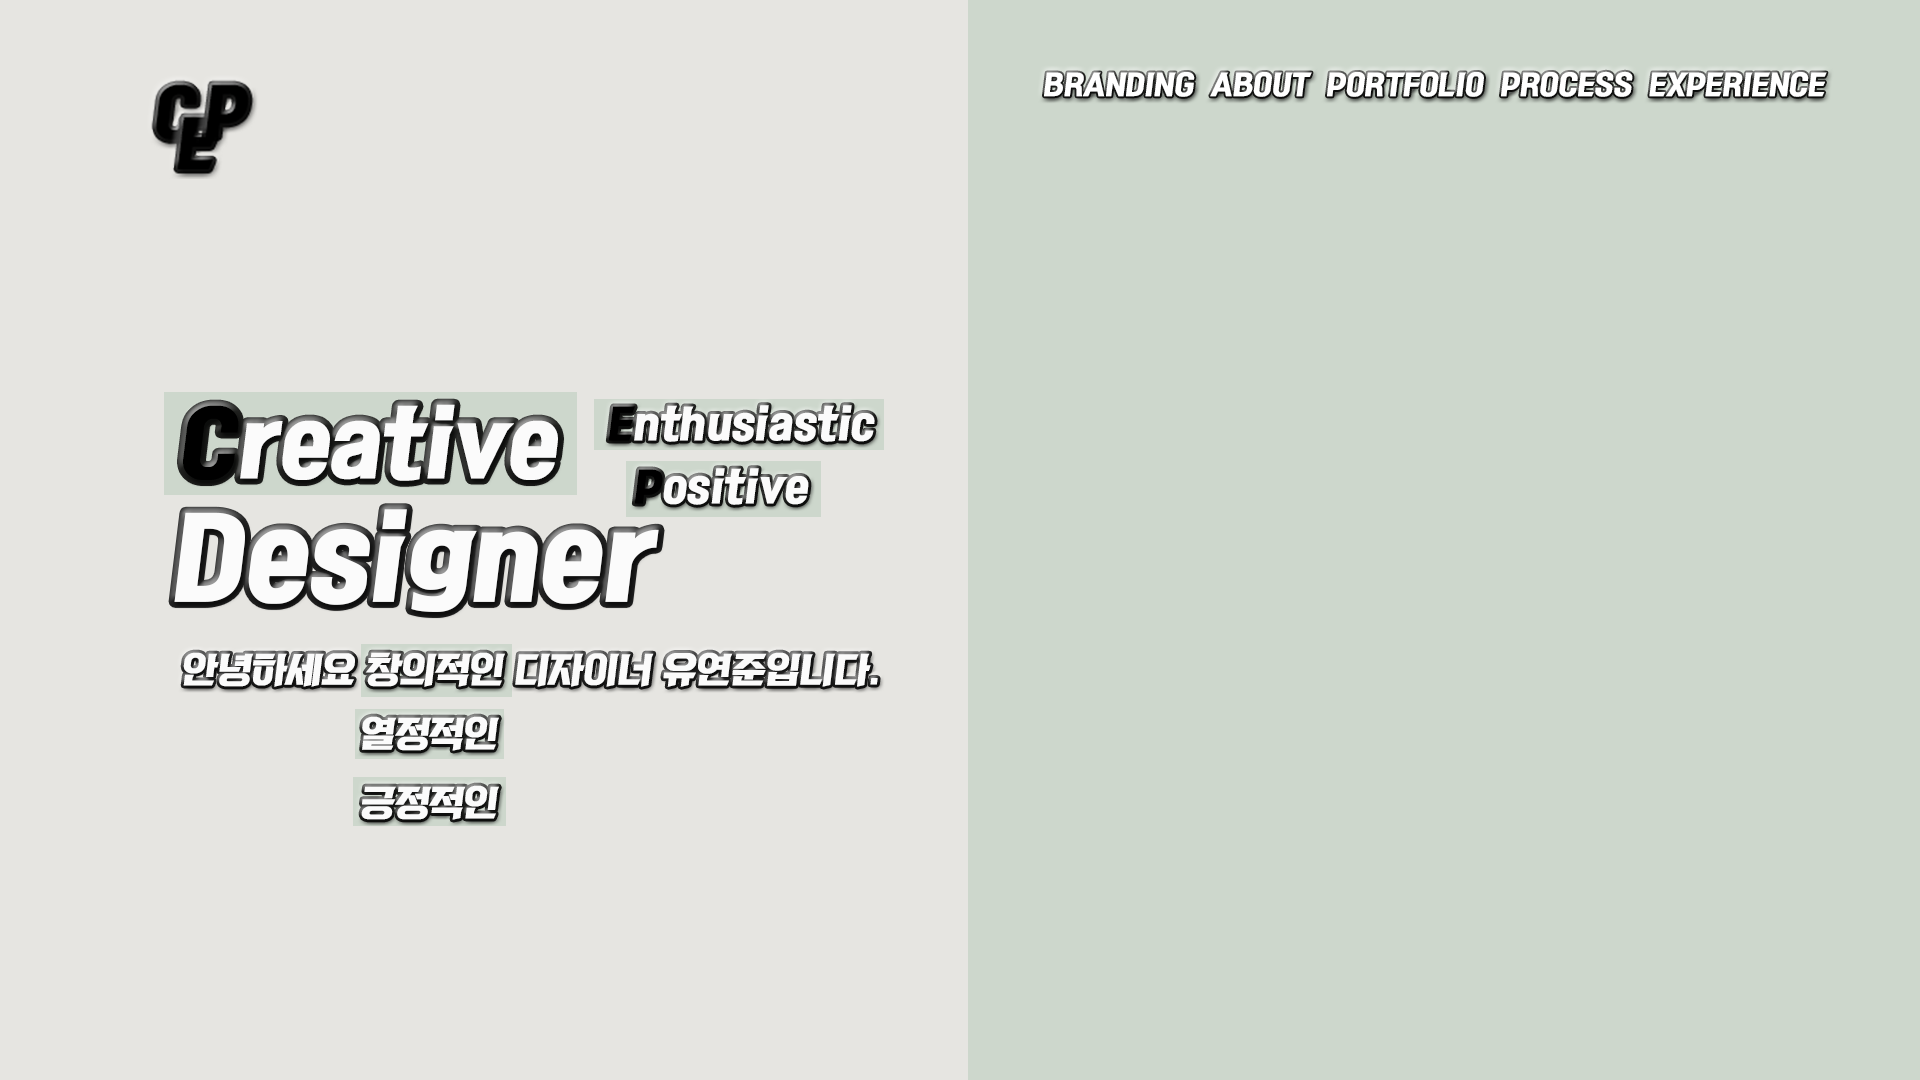 CPE
BRANDING ABOUT PORTFOLIO PROCESS EXPERIENCE
Creative
Enthusiastic
Positive
Designer
안녕하세요 창의적인 디자이너 유연준입니다.
열정적인
긍정적인